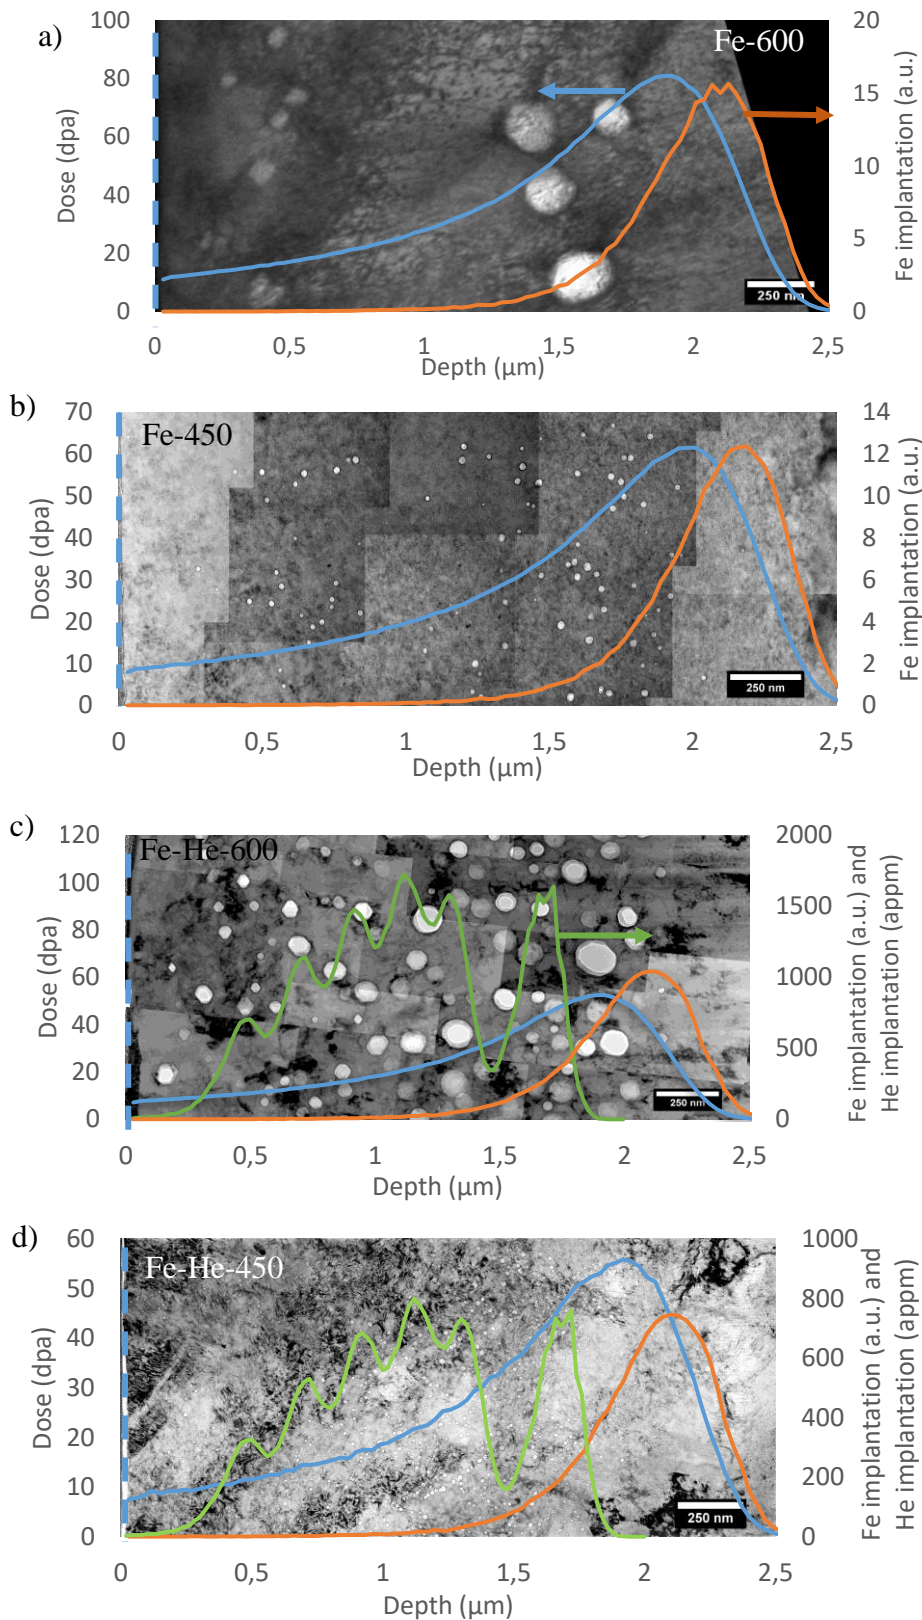 a)
Fe-600
100
80
60
40
20
0
Dose (dpa)
20
15
10
5
0
Fe implantation (a.u.)
250 nm
0
0,5
1
1,5
2
2,5
Depth (µm)
b)
Fe-450
70
60
50
40
30
20
10
0
Dose (dpa)
14
12
10
8
6
4
2
0
Fe implantation (a.u.)
250 nm
0
0,5
1
1,5
2
2,5
Depth (µm)
c)
Fe-He-600
120
100
80
60
40
20
0
Dose (dpa)
2000
1500
1000
500
0
Fe implantation (a.u.) and
He implantation (appm)
250 nm
0
0,5
1
1,5
2
2,5
Depth (µm)
d)
Fe-He-450
60
50
40
30
20
10
0
Dose (dpa)
1000
800
600
400
200
0
Fe implantation (a.u.) and
He implantation (appm)
250 nm
0
0,5
1
1,5
2
2,5
Depth (µm)